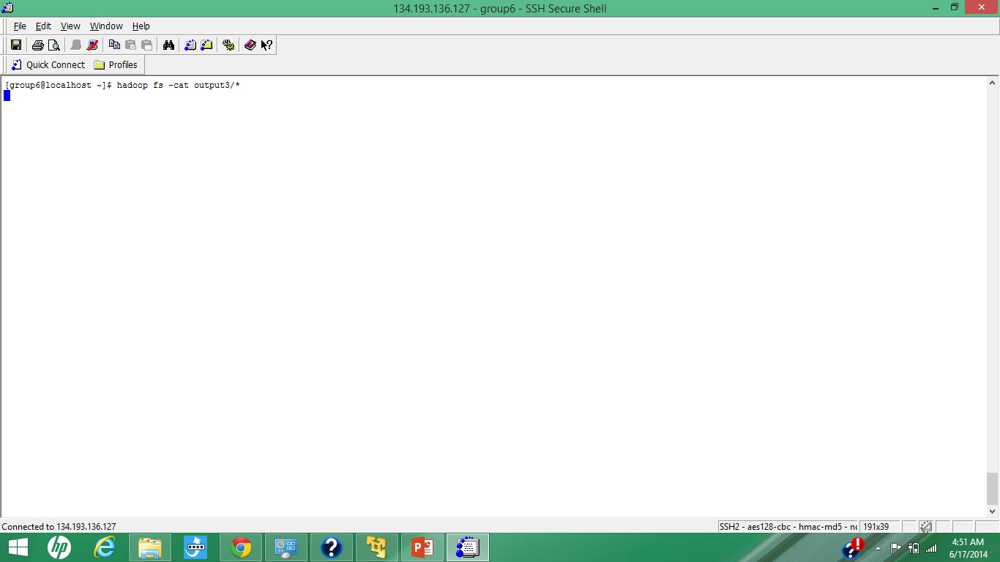 134.193.136.127 - group6 - SSH Secure Shell
File Edit View Window Help
Quick Connect Profiles
[group6@localhost ~]$ hadoop fs -cat output3/*
Connected to 134.193.136.127
SSH2 - aes128-cbc - hmac-md5 - 191x39
4:51 AM
6/17/2014